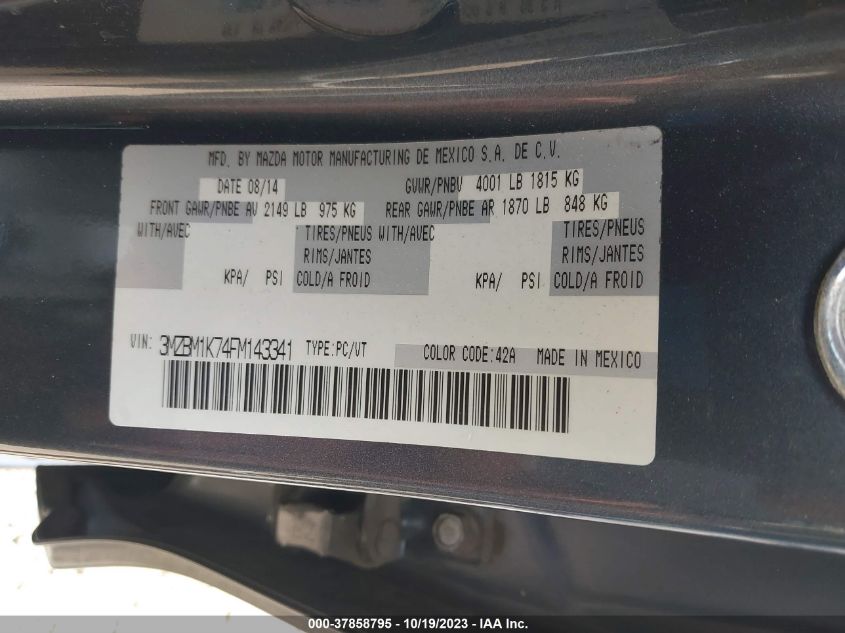 MFD. BY MAZDA MOTOR MANUFACTURING DE MEXICO S.A. DE C.V.
DATE 08/14 GVWR/PNBV 4001 LB 1815 KG
FRONT GAWR/PNBE AV 2149 LB 975 KG REAR GAWR/PNBE AR 1870 LB 848 KG
WITH/AVEC TIRES/PNEUS WITH/AVEC TIRES/PNEUS
RIMS/JANTES RIMS/JANTES
KPA/ PSI COLD/A FROID KPA/ PSI COLD/A FROID
VIN: 3MZBM1K74FM143341 TYPE:PC/VT COLOR CODE:42A MADE IN MEXICO
000-37858795 - 10/19/2023 - IAA Inc.